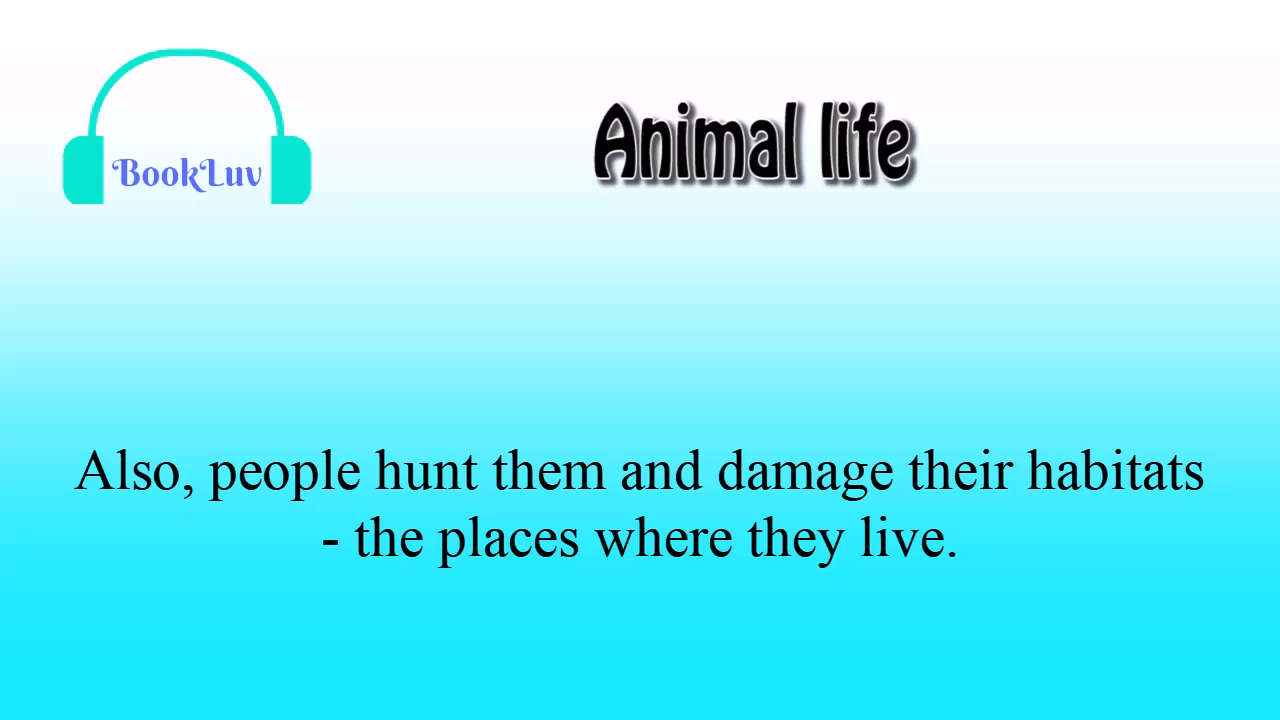 BookLuv
Animal life
Also, people hunt them and damage their habitats
- the places where they live.